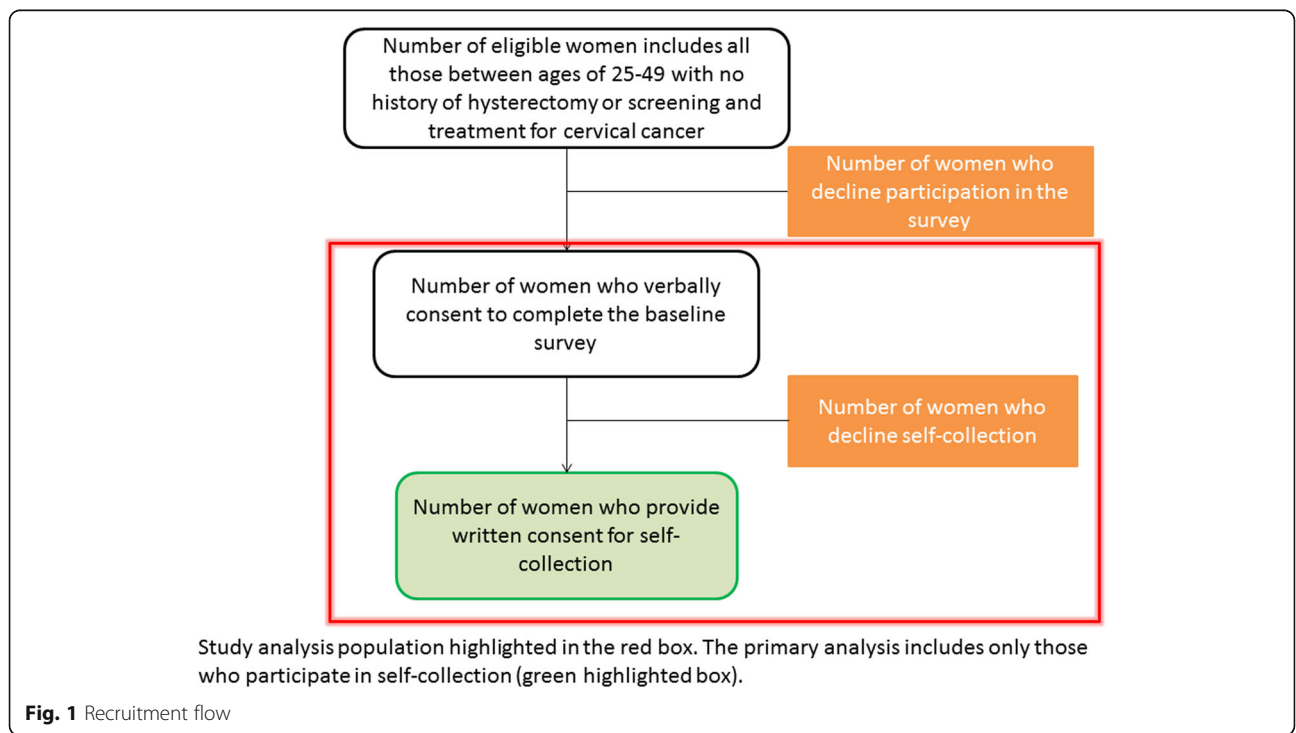 Number of eligible women includes all
those between ages of 25-49 with no
history of hysterectomy or screening and
treatment for cervical cancer
Number of women who
decline participation in the
survey
Number of women who verbally
consent to complete the baseline
survey
Number of women who
decline self-collection
Number of women who provide
written consent for self-
collection
Study analysis population highlighted in the red box. The primary analysis includes only those
who participate in self-collection (green highlighted box).
Fig. 1 Recruitment flow